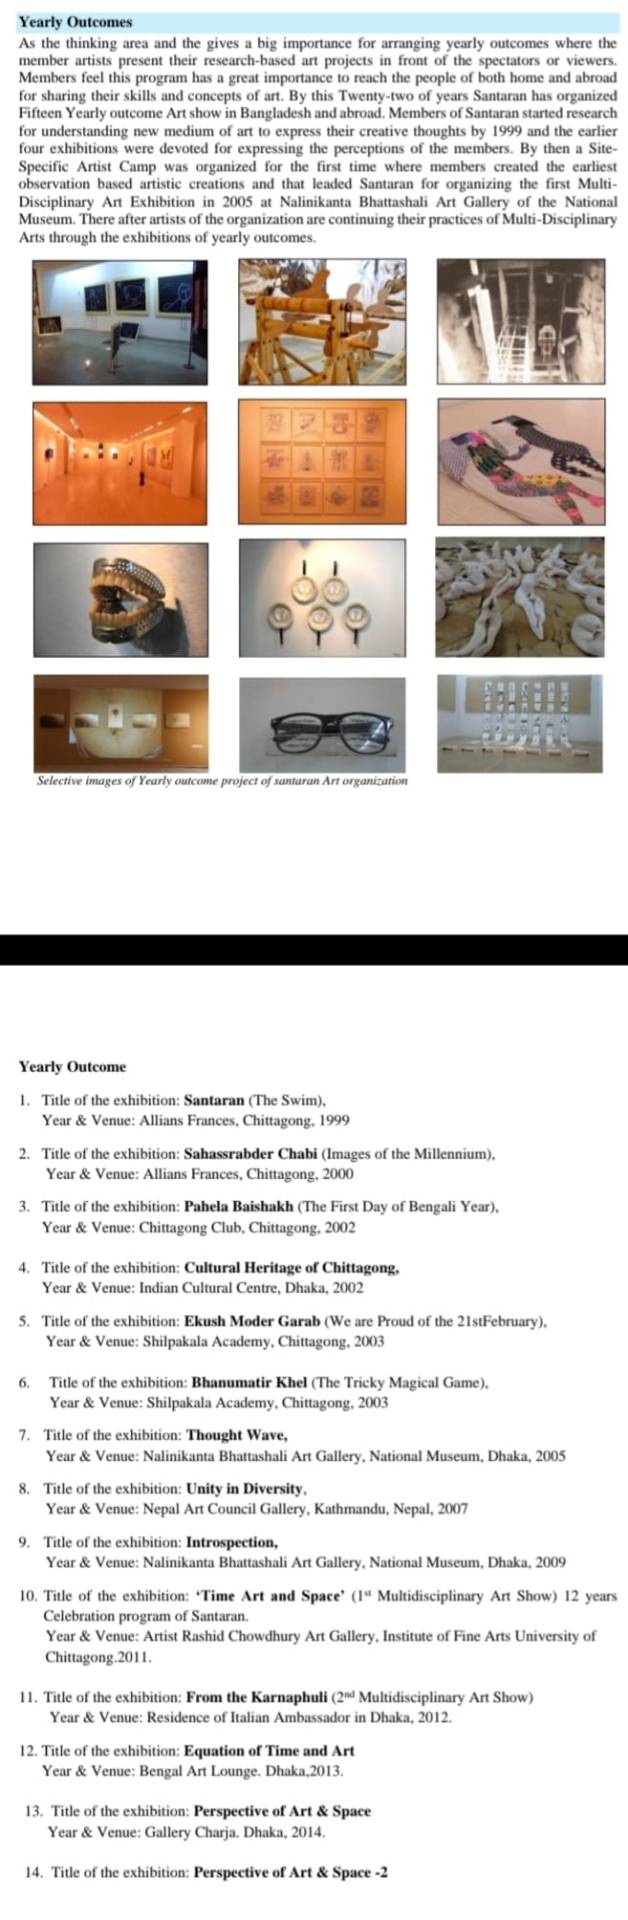 Yearly Outcomes
As the thinking area and the gives a big importance for arranging yearly outcomes where the
member artists present their research-based art projects in front of the spectators or viewers.
Members feel this program has a great importance to reach the people of both home and abroad
for sharing their skills and concepts of art. By this Twenty-two of years Santaran has organized
Fifteen Yearly outcome Art show in Bangladesh and abroad. Members of Santaran started research
for understanding new medium of art to express their creative thoughts by 1999 and the earlier
four exhibitions were devoted for expressing the perceptions of the members. By then a Site-
Specific Artist Camp was organized for the first time where members created the earliest
observation based artistic creations and that leaded Santaran for organizing the first Multi-
Disciplinary Art Exhibition in 2005 at Nalinikanta Bhattashali Art Gallery of the National
Museum. There after artists of the organization are continuing their practices of Multi-Disciplinary
Arts through the exhibitions of yearly outcomes.
Selective images of Yearly outcome project of santaran Art organization
Yearly Outcome
1. Title of the exhibition: Santaran (The Swim),
Year & Venue: Allians Frances, Chittagong, 1999
2. Title of the exhibition: Sahassrabder Chabi (Images of the Millennium),
Year & Venue: Allians Frances, Chittagong, 2000
3. Title of the exhibition: Pahela Baishakh (The First Day of Bengali Year),
Year & Venue: Chittagong Club, Chittagong, 2002
4. Title of the exhibition: Cultural Heritage of Chittagong,
Year & Venue: Indian Cultural Centre, Dhaka, 2002
5. Title of the exhibition: Ekush Moder Garab (We are Proud of the 21stFebruary),
Year & Venue: Shilpakala Academy, Chittagong, 2003
6. Title of the exhibition: Bhanumatir Khel (The Tricky Magical Game),
Year & Venue: Shilpakala Academy, Chittagong, 2003
7. Title of the exhibition: Thought Wave,
Year & Venue: Nalinikanta Bhattashali Art Gallery, National Museum, Dhaka, 2005
8. Title of the exhibition: Unity in Diversity,
Year & Venue: Nepal Art Council Gallery, Kathmandu, Nepal, 2007
9. Title of the exhibition: Introspection,
Year & Venue: Nalinikanta Bhattashali Art Gallery, National Museum, Dhaka, 2009
10. Title of the exhibition: ‘Time Art and Space’ (1st Multidisciplinary Art Show) 12 years
Celebration program of Santaran.
Year & Venue: Artist Rashid Chowdhury Art Gallery, Institute of Fine Arts University of
Chittagong.2011.
11. Title of the exhibition: From the Karnaphuli (2nd Multidisciplinary Art Show)
Year & Venue: Residence of Italian Ambassador in Dhaka, 2012.
12. Title of the exhibition: Equation of Time and Art
Year & Venue: Bengal Art Lounge. Dhaka,2013.
13. Title of the exhibition: Perspective of Art & Space
Year & Venue: Gallery Charja. Dhaka, 2014.
14. Title of the exhibition: Perspective of Art & Space -2